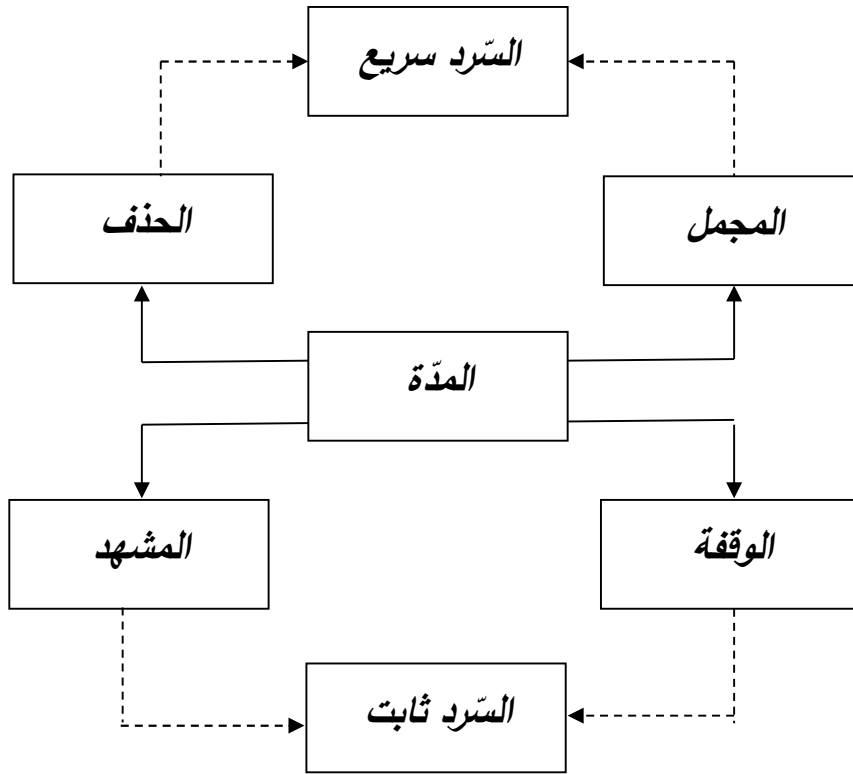 السّرد سريع
المجمل
الحذف
المدّة
الوقفة
المشهد
السّرد ثابت